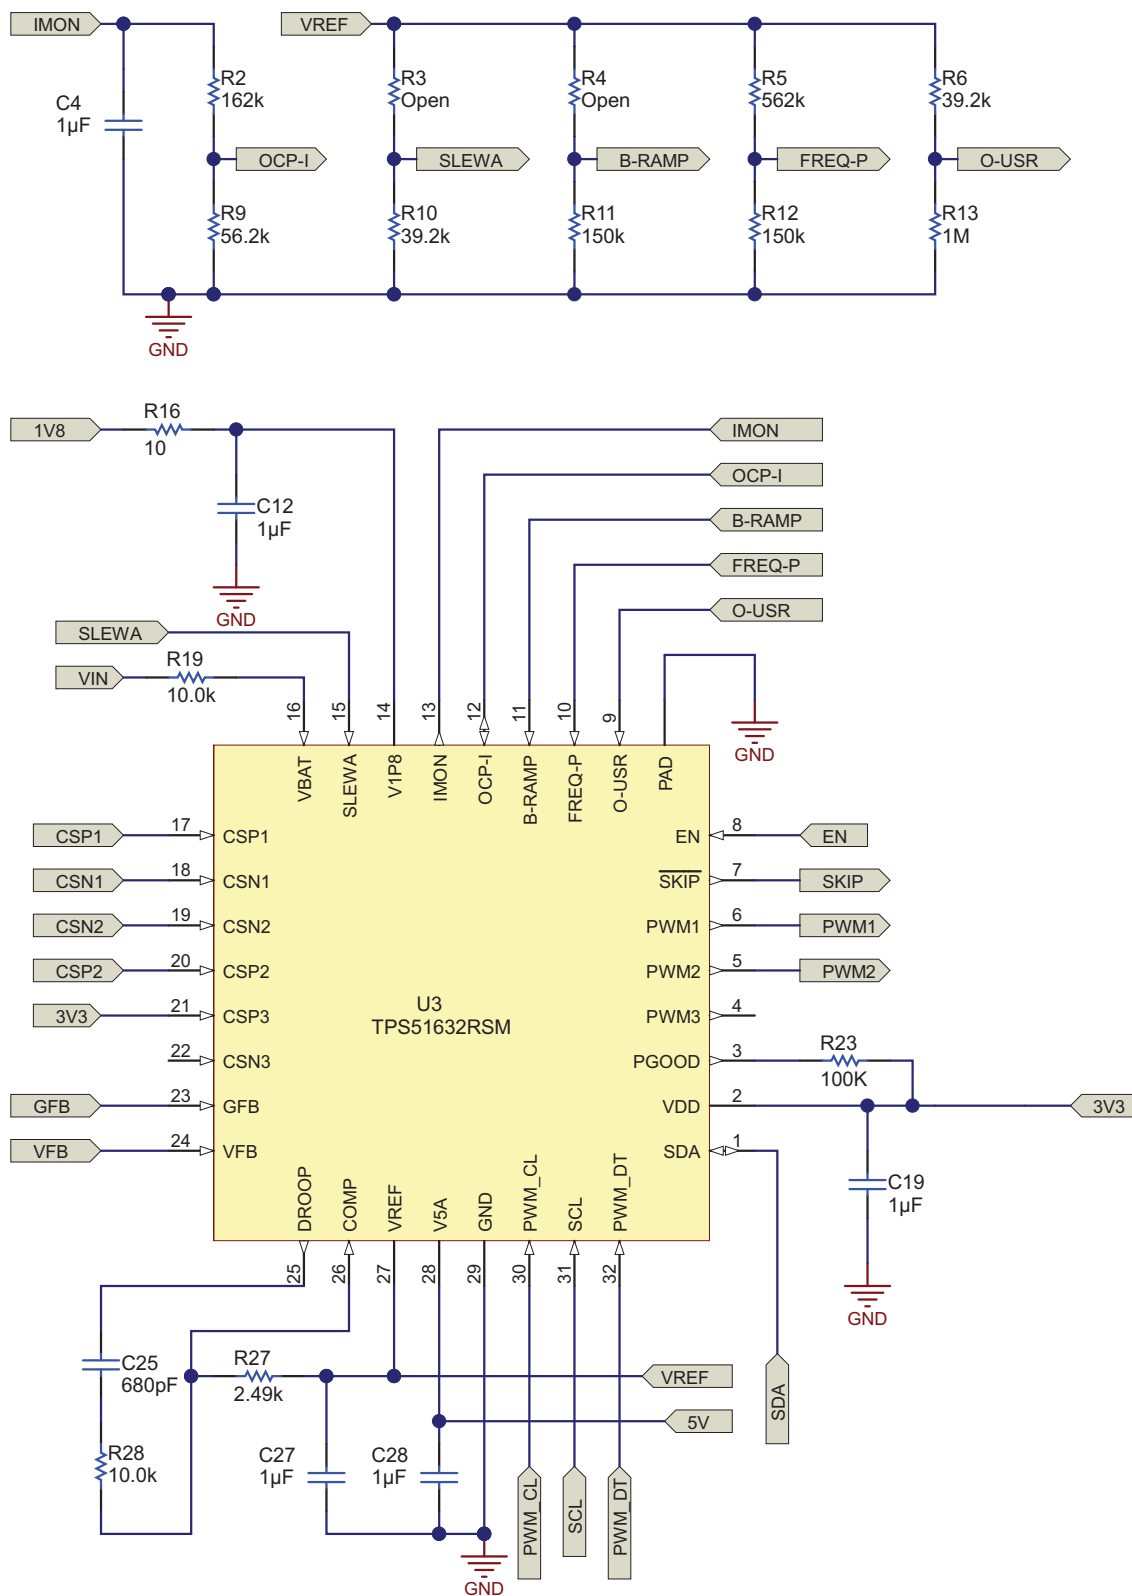 IMON
VREF
C4
1µF
R2
162k
R3
Open
R4
Open
R5
562k
R6
39.2k
OCP-I
SLEWA
B-RAMP
FREQ-P
O-USR
R9
56.2k
R10
39.2k
R11
150k
R12
150k
R13
1M
GND
1V8
R16
10
C12
1µF
GND
IMON
OCP-I
B-RAMP
FREQ-P
O-USR
SLEWA
VIN
R19
10.0k
GND
16
15
14
13
12
11
10
9
VBAT
SLEWA
V1P8
IMON
OCP-I
B-RAMP
FREQ-P
O-USR
PAD
CSP1
17
CSP1
CSN1
18
CSN1
CSN2
19
CSN2
CSP2
20
CSP2
3V3
21
CSP3
22
CSN3
GFB
23
GFB
VFB
24
VFB
U3
TPS51632RSM
EN
8
EN
SKIP
7
SKIP
PWM1
6
PWM1
PWM2
5
PWM2
PWM3
4
PGOOD
3
R23
100K
VDD
2
3V3
SDA
1
C19
1µF
GND
SDA
DROOP
COMP
VREF
V5A
GND
PWM_CL
SCL
PWM_DT
25
26
27
28
29
30
31
32
C25
680pF
R27
2.49k
VREF
5V
R28
10.0k
C27
1µF
C28
1µF
PWM_CL
SCL
PWM_DT
GND